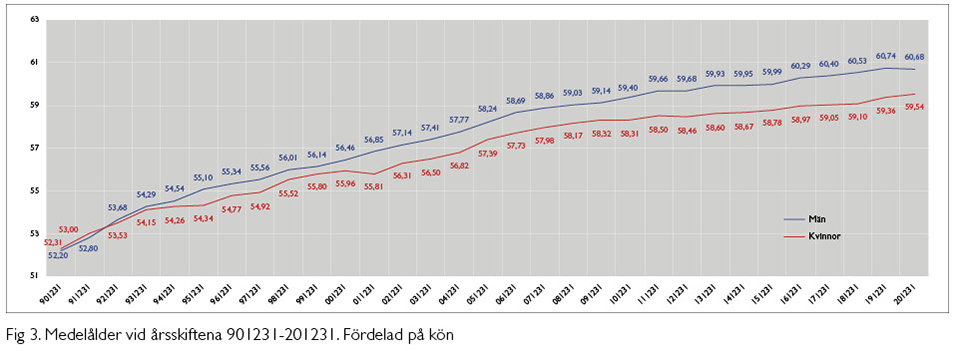 63
61
59
57
55
53
51
52,20 52,80 53,68 54,29 54,54 55,10 55,34 55,56 56,01 56,14 56,46 56,85 57,14 57,41 57,77 58,24 58,69 58,86 59,03 59,14 59,40 59,66 59,68 59,93 59,95 59,99 60,29 60,40 60,53 60,74 60,68
52,31 53,00 53,53 54,15 54,26 54,34 54,77 54,92 55,52 55,80 55,96 55,81 56,31 56,50 56,82 57,39 57,73 57,98 58,17 58,32 58,31 58,50 58,46 58,60 58,67 58,78 58,97 59,05 59,10 59,36 59,54
Män
Kvinnor
901231 911231 921231 931231 941231 951231 961231 971231 981231 991231 001231 011231 021231 031231 041231 051231 061231 071231 081231 091231 101231 111231 121231 131231 141231 151231 161231 171231 181231 191231 201231
Fig 3. Medelålder vid årsskiftena 901231-201231. Fördelad på kön